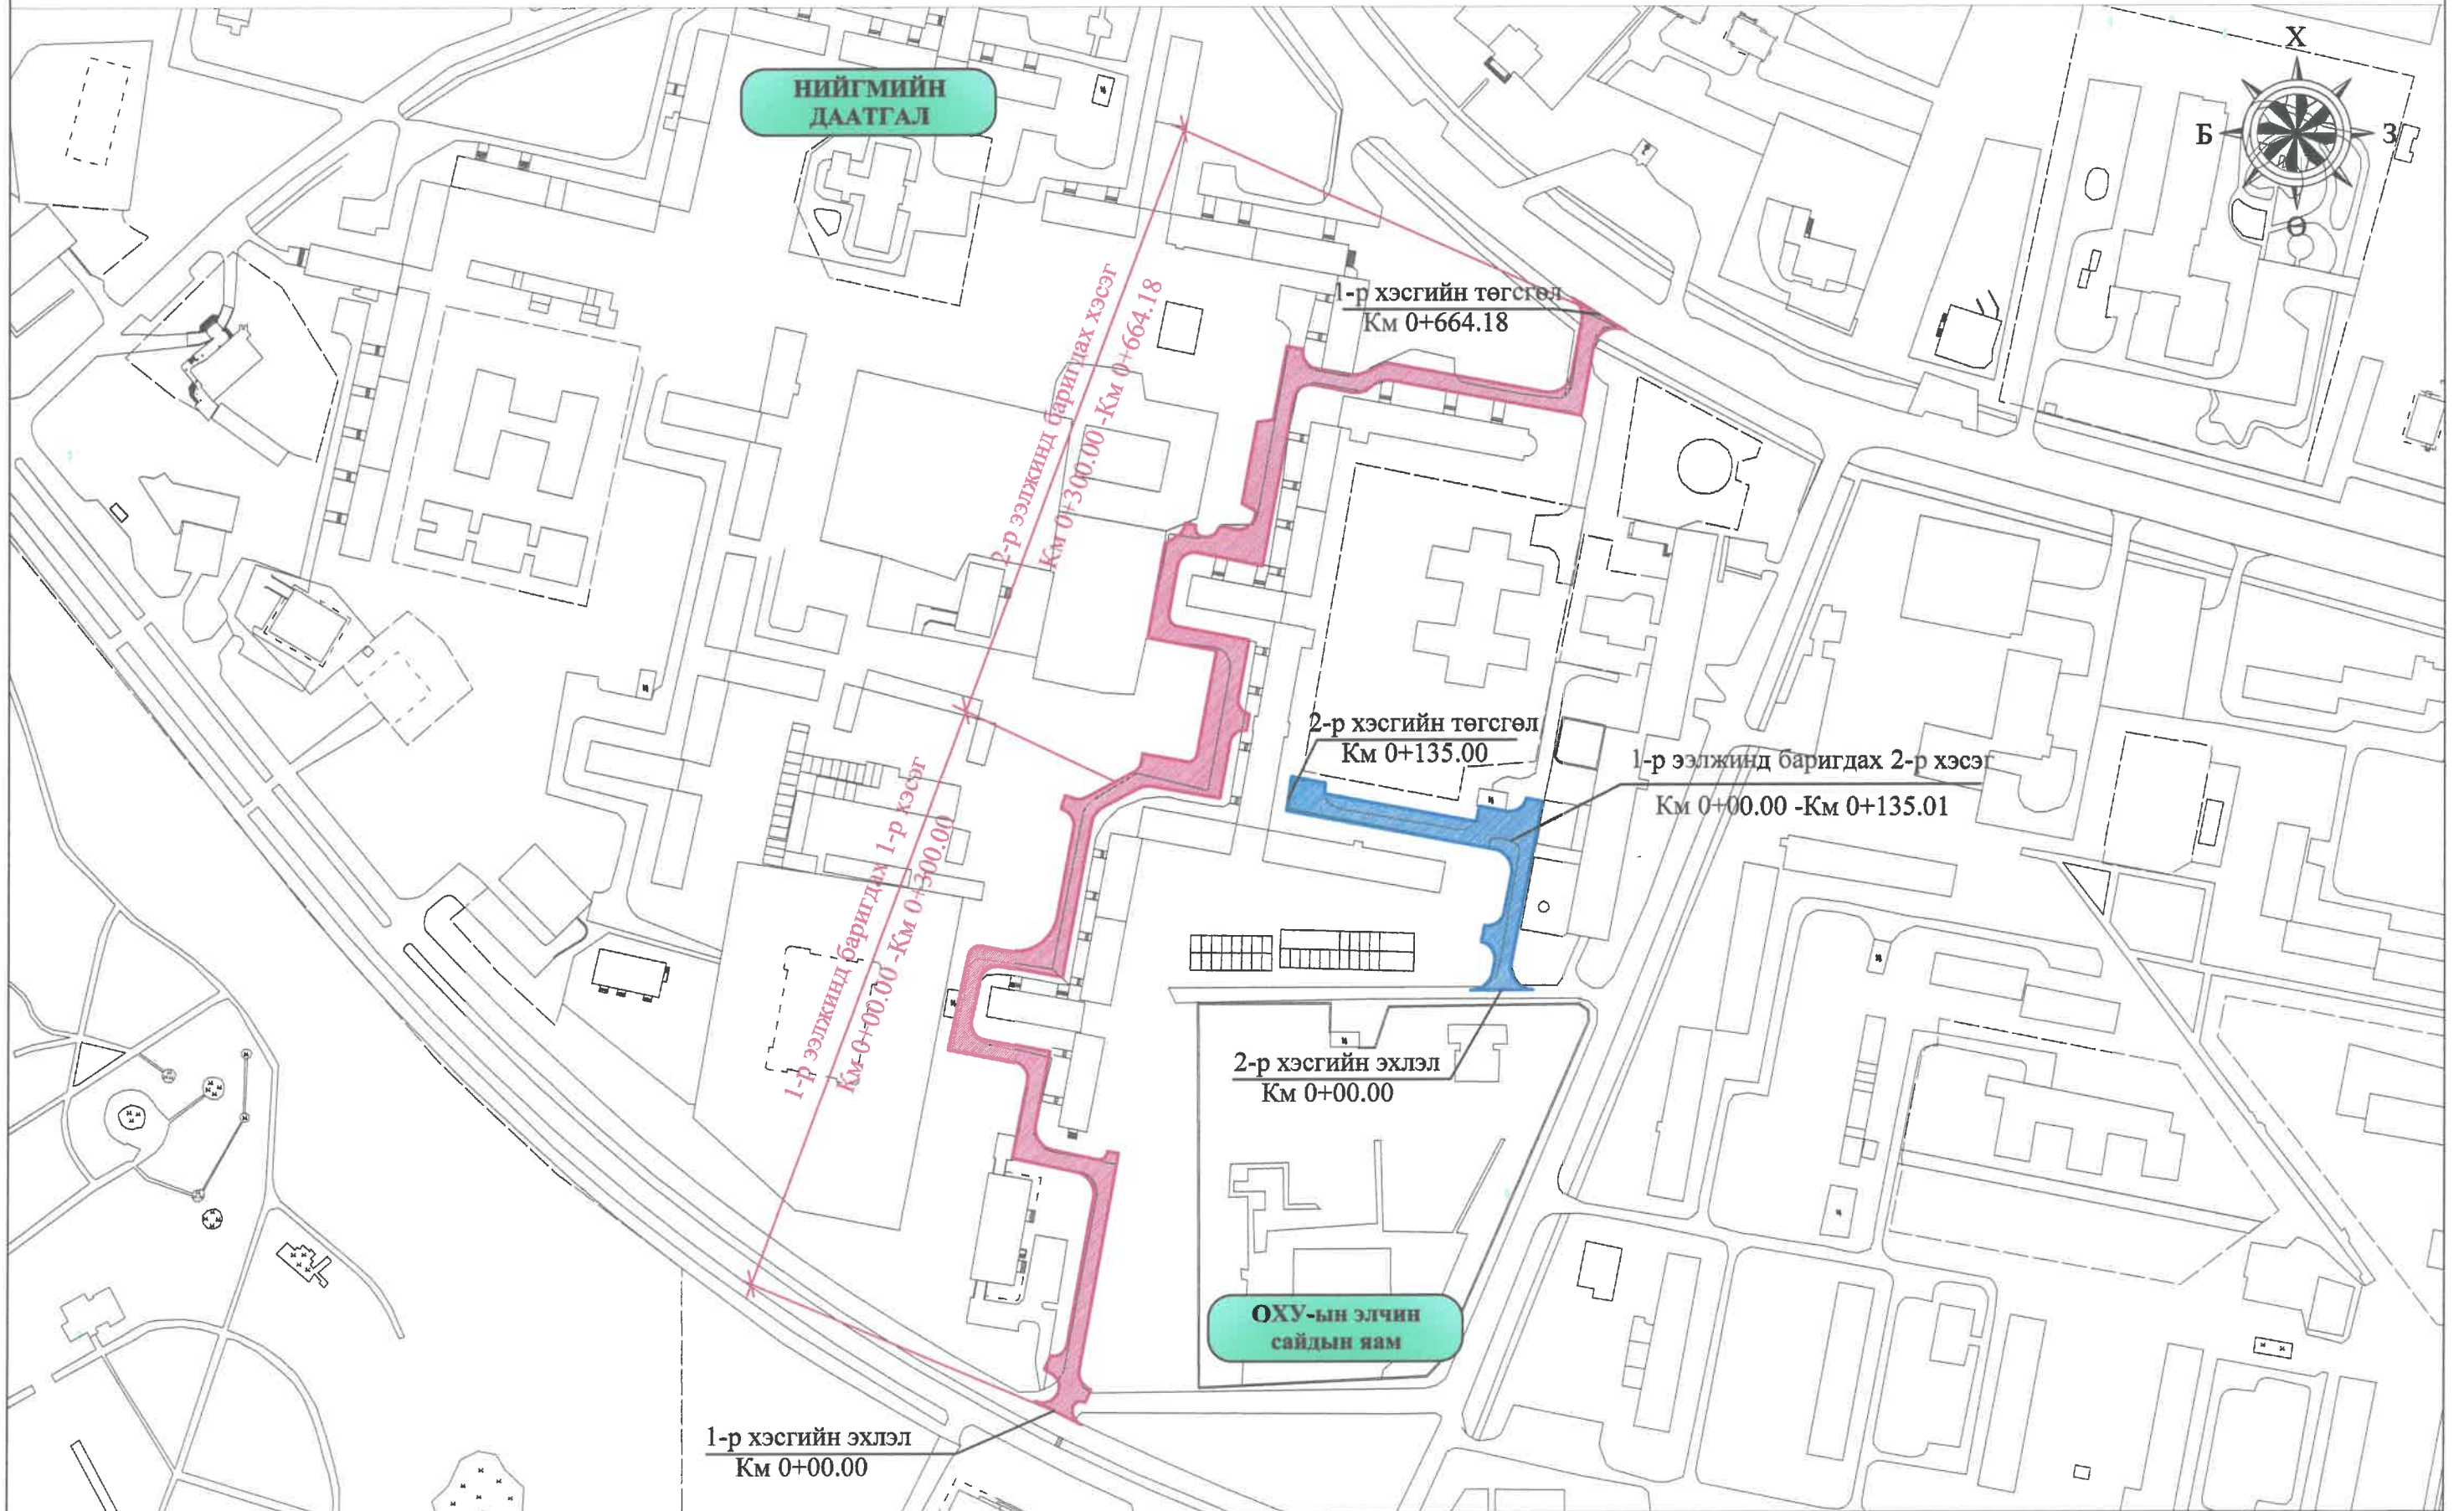 НИЙГМИЙН
ДААТГАЛ
Х
Б
З
1-р хэсгийн төгсгөл
Км 0+664.18
2-р ээлжинд баригдах хэсэг
Км 0+300.00 -Км 0+664.18
2-р хэсгийн төгсгөл
Км 0+135.00
1-р ээлжинд баригдах 2-р хэсэг
Км 0+00.00 -Км 0+135.01
1-р ээлжинд баригдах 1-р хэсэг
Км 0+00.00 -Км 0+300.00
2-р хэсгийн эхлэл
Км 0+00.00
ОХУ-ын элчин
сайдын яам
1-р хэсгийн эхлэл
Км 0+00.00